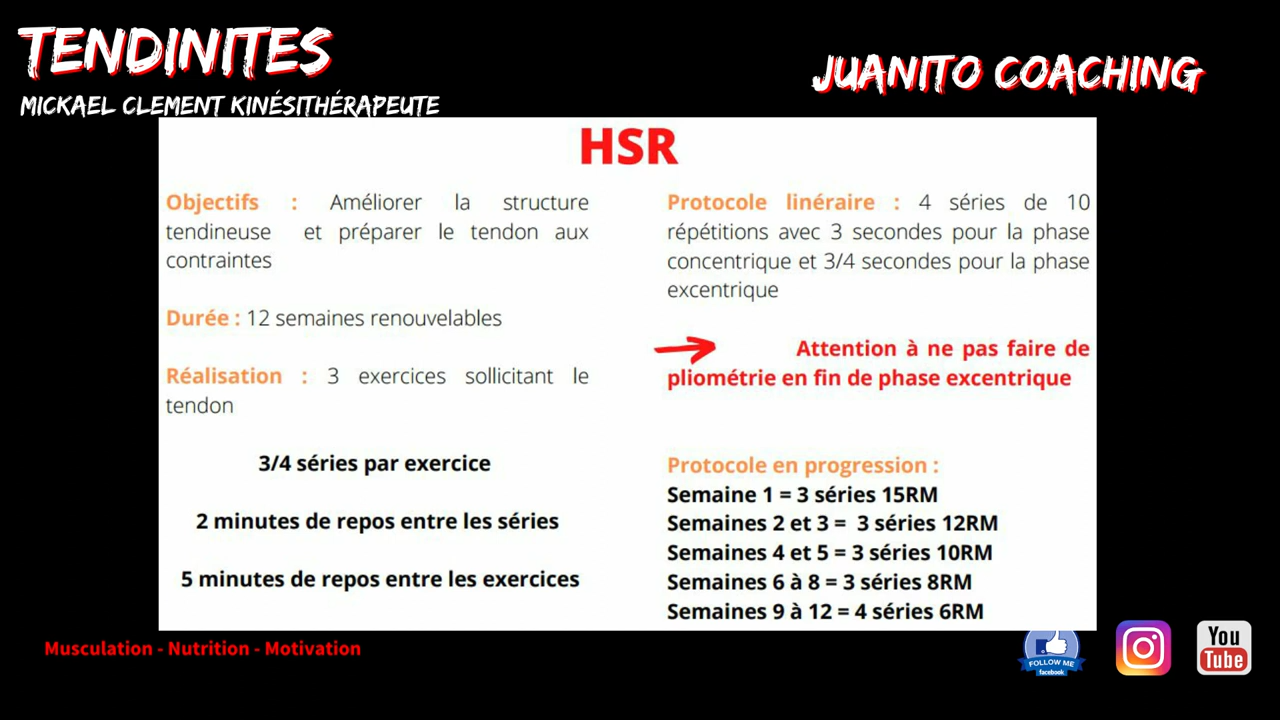 TENDINITES
MICKAEL CLEMENT KINÉSITHÉRAPEUTE
JUANITO COACHING
HSR
Objectifs : Améliorer la structure
tendineuse et préparer le tendon aux
contraintes
Durée : 12 semaines renouvelables
Réalisation : 3 exercices sollicitant le
tendon
3/4 séries par exercice
2 minutes de repos entre les séries
5 minutes de repos entre les exercices
Protocole linéraire : 4 séries de 10
répétitions avec 3 secondes pour la phase
concentrique et 3/4 secondes pour la phase
excentrique
Attention à ne pas faire de
pliométrie en fin de phase excentrique
Protocole en progression :
Semaine 1 = 3 séries 15RM
Semaines 2 et 3 = 3 séries 12RM
Semaines 4 et 5 = 3 séries 10RM
Semaines 6 à 8 = 3 séries 8RM
Semaines 9 à 12 = 4 séries 6RM
Musculation - Nutrition - Motivation
FOLLOW ME
facebook
You
Tube